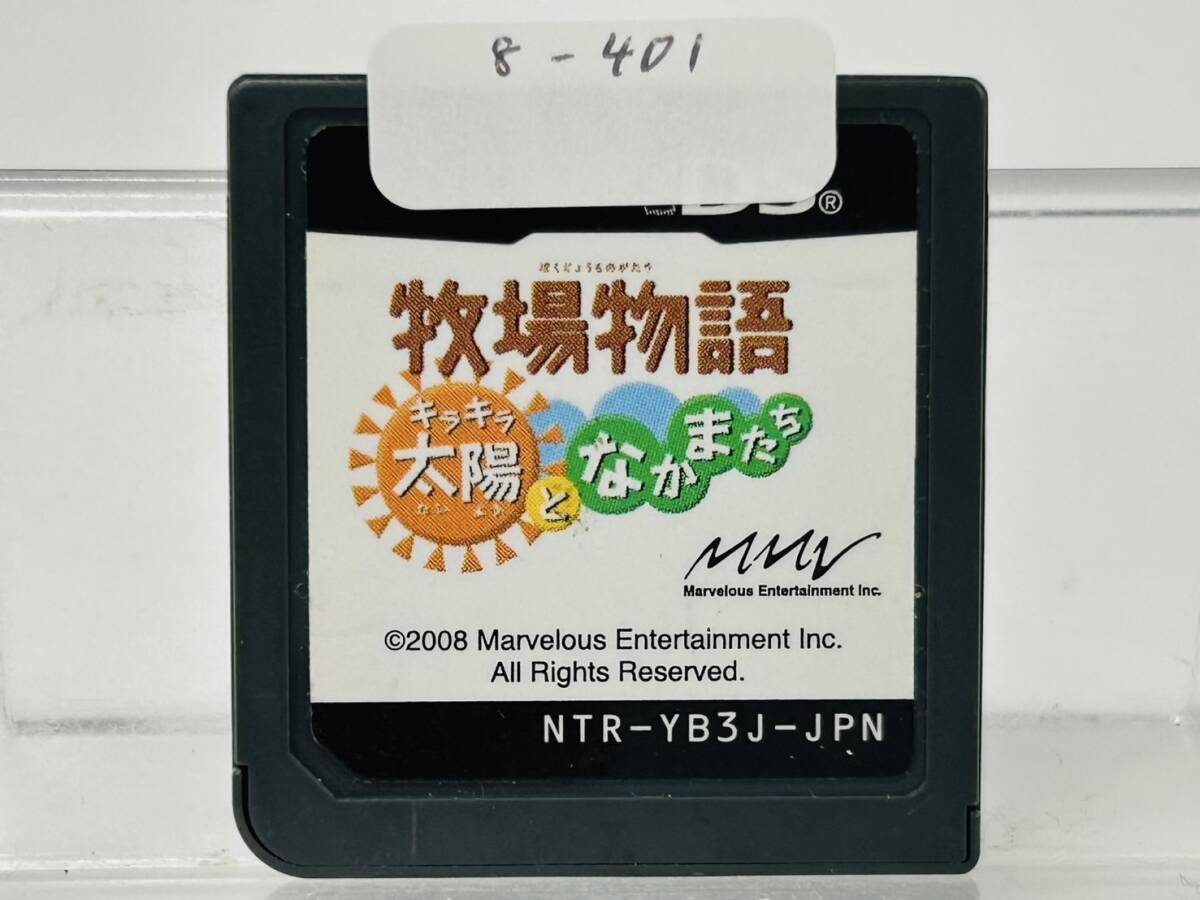 8-401
DS®
ぼくじょうものがたり
牧場物語
キラキラ
太陽
たい よう
と
なかまたち
MMV
Marvelous Entertainment Inc.
©2008 Marvelous Entertainment Inc.
All Rights Reserved.
NTR-YB3J-JPN